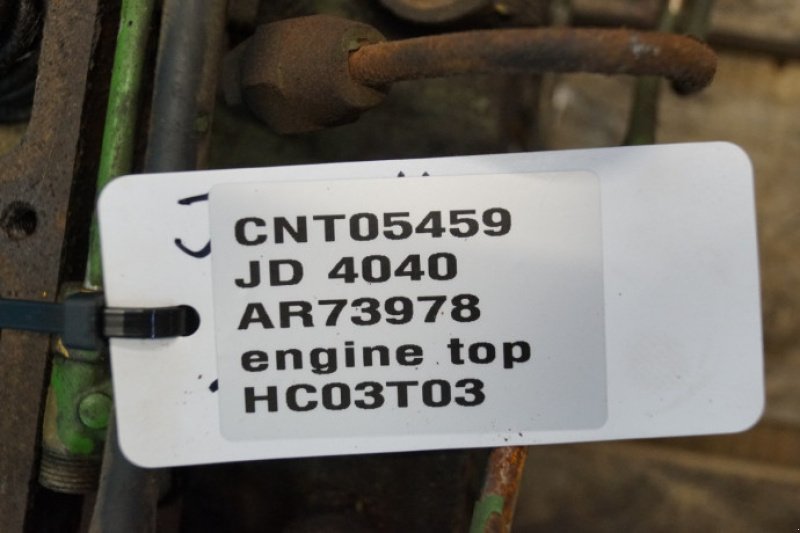 CNT05459
JD 4040
AR73978
engine top
HC03T03